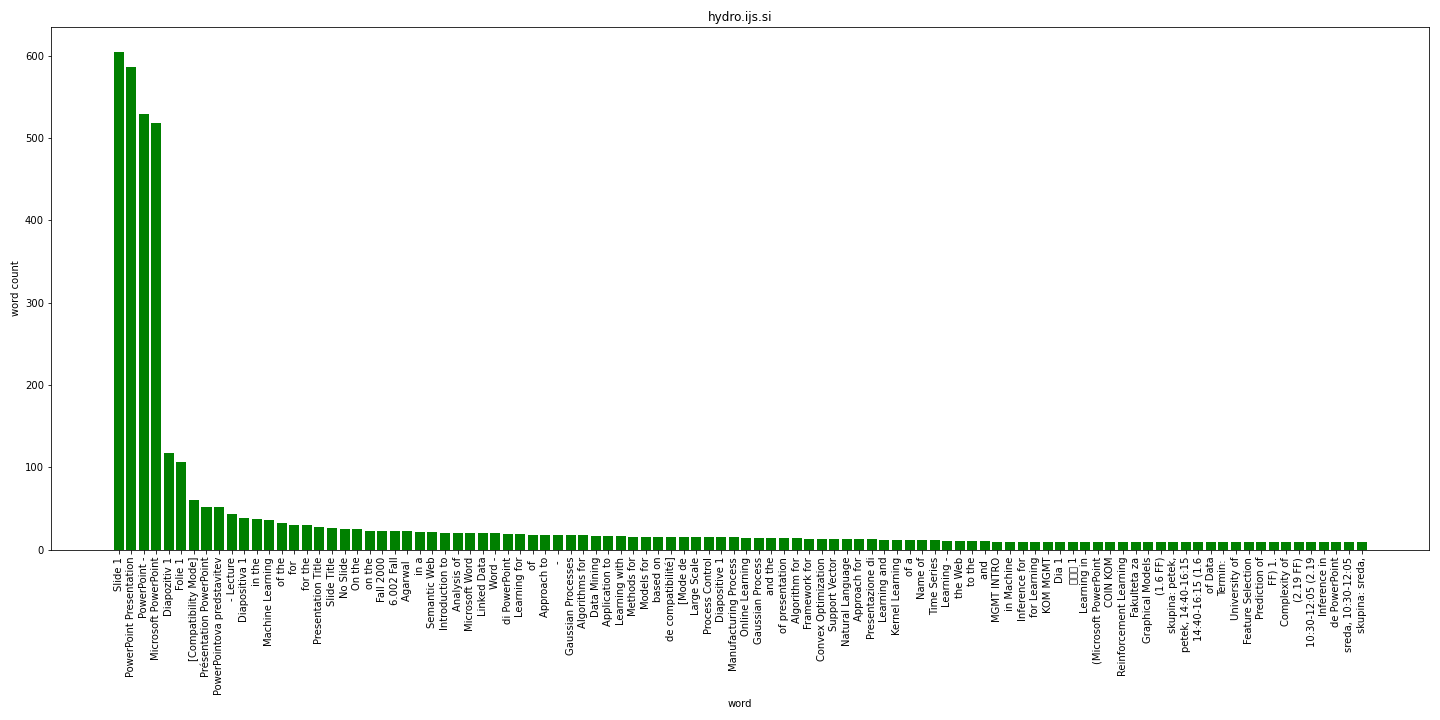 hydro.ijs.si
word count
600
500
400
300
200
100
0
Slide 1
PowerPoint Presentation
PowerPoint -
Microsoft PowerPoint
Diapozitiv 1
Folie 1
[Compatibility Mode]
Présentation PowerPoint
PowerPointova predstavitev
- Lecture
Diapositiva 1
in the
Machine Learning
of the
for
for the
Presentation Title
Slide Title
No Slide
On the
on the
Fall 2000
6.002 Fall
Agarwal
in a
Semantic Web
Introduction to
Analysis of
Microsoft Word
Linked Data
Word -
di PowerPoint
Learning for
of
Approach to
-
Gaussian Processes
Algorithms for
Data Mining
Application to
Learning with
Methods for
Models for
based on
de compatibilité]
[Mode de
Large Scale
Process Control
Diapositive 1
Manufacturing Process
Online Learning
Gaussian Process
and the
of presentation
Algorithm for
Framework for
Convex Optimization
Support Vector
Natural Language
Approach for
Presentazione di
Learning and
Kernel Learning
of a
Name of
Time Series
Learning -
the Web
to the
and
MGMT INTRO
in Machine
Inference for
for Learning
KOM MGMT
Dia 1
□□□ 1
Learning in
(Microsoft PowerPoint
COIN KOM
Reinforcement Learning
Fakulteta za
Graphical Models
(1.6 FF)
skupina: petek,
petek, 14:40-16:15
14:40-16:15 (1.6
of Data
Termin:
University of
Feature Selection
Prediction of
FF) 1.
Complexity of
(2.19 FF)
10:30-12:05 (2.19
Inference in
de PowerPoint
sreda, 10:30-12:05
skupina: sreda,
word